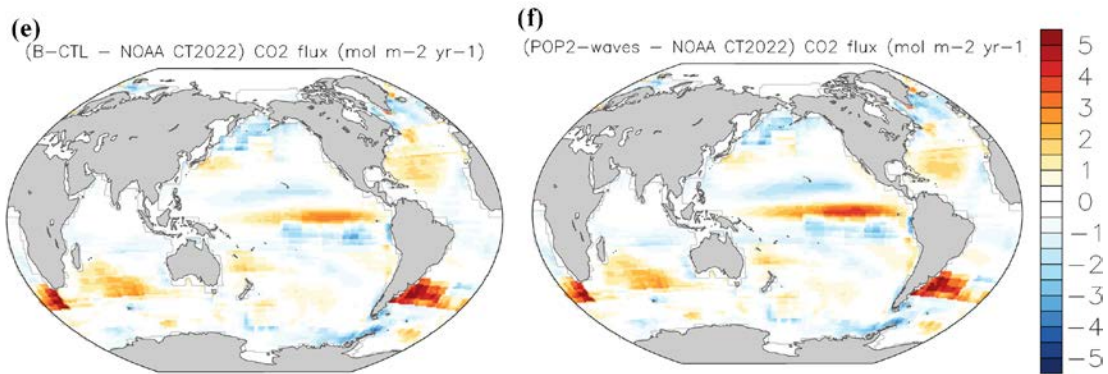 (e)
(B-CTL - NOAA CT2022) CO2 flux (mol m-2 yr-1)
(f)
(POP2-waves - NOAA CT2022) CO2 flux (mol m-2 yr-1
5
4
3
2
1
0
-1
-2
-3
-4
-5